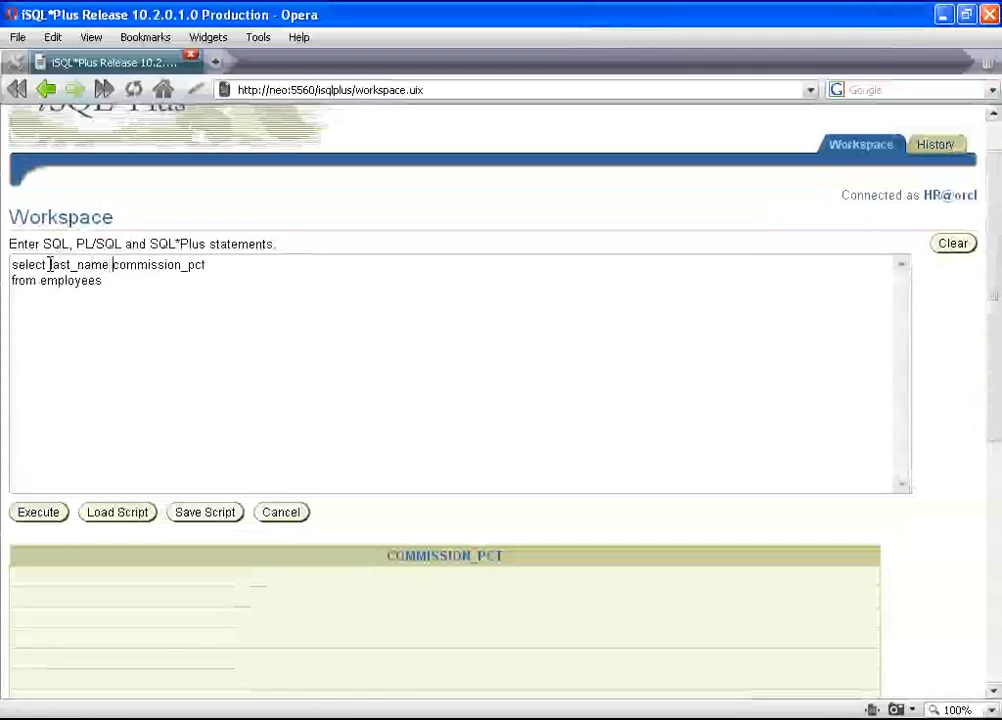 iSQL*Plus Release 10.2.0.1.0 Production - Opera
File Edit View Bookmarks Widgets Tools Help
iSQL*Plus Release 10.2....
http://neo:5560/isqlplus/workspace.uix
Google
iSQL*Plus
Workspace History
Connected as HR@orcl
Workspace
Enter SQL, PL/SQL and SQL*Plus statements.
Clear
select last_name commission_pct
from employees
Execute Load Script Save Script Cancel
COMMISSION_PCT
100%